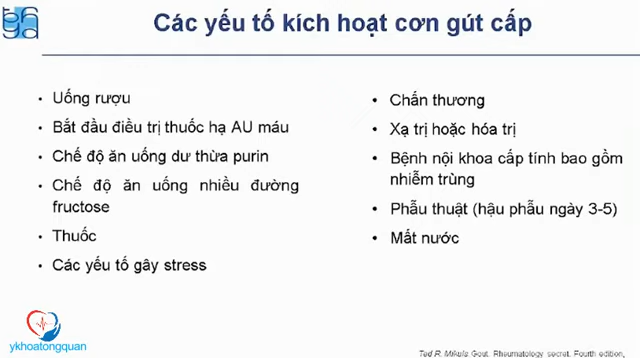 Các yếu tố kích hoạt cơn gút cấp
Uống rượu
Bắt đầu điều trị thuốc hạ AU máu
Chế độ ăn uống dư thừa purin
Chế độ ăn uống nhiều đường
fructose
Thuốc
Các yếu tố gây stress
Chấn thương
Xạ trị hoặc hóa trị
Bệnh nội khoa cấp tính bao gồm
nhiễm trùng
Phẫu thuật (hậu phẫu ngày 3-5)
Mất nước
ykhoatongquan
Ted R. Mikuls Gout. Rheumatology secret. Fourth edition,